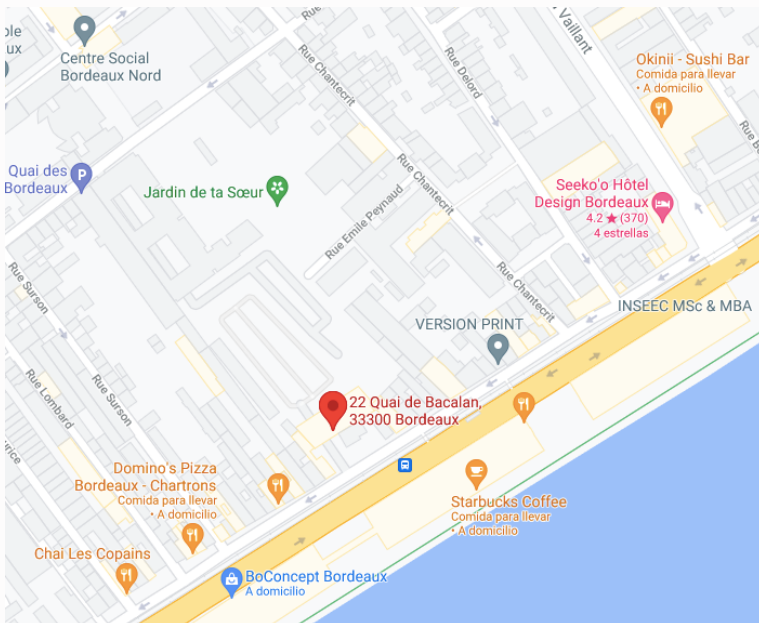 ole
ux
Centre Social
Bordeaux Nord
Rue Chantecrit
Rue Delord
Vaillant
Okinii - Sushi Bar
Comida para llevar
• A domicilio
Quai des
Bordeaux
P
Jardin de ta Sœur
Rue Chantecrit
Rue Emile Peynaud
Seeko'o Hôtel
Design Bordeaux
4.2 ★ (370)
4 estrellas
Rue Surson
Rue Chantecrit
INSEEC MSc & MBA
VERSION PRINT
Rue Lombard
Rue Surson
22 Quai de Bacalan,
33300 Bordeaux
Domino's Pizza
Bordeaux - Chartrons
Comida para llevar
• A domicilio
Starbucks Coffee
Comida para llevar
• A domicilio
Chai Les Copains
BoConcept Bordeaux
A domicilio